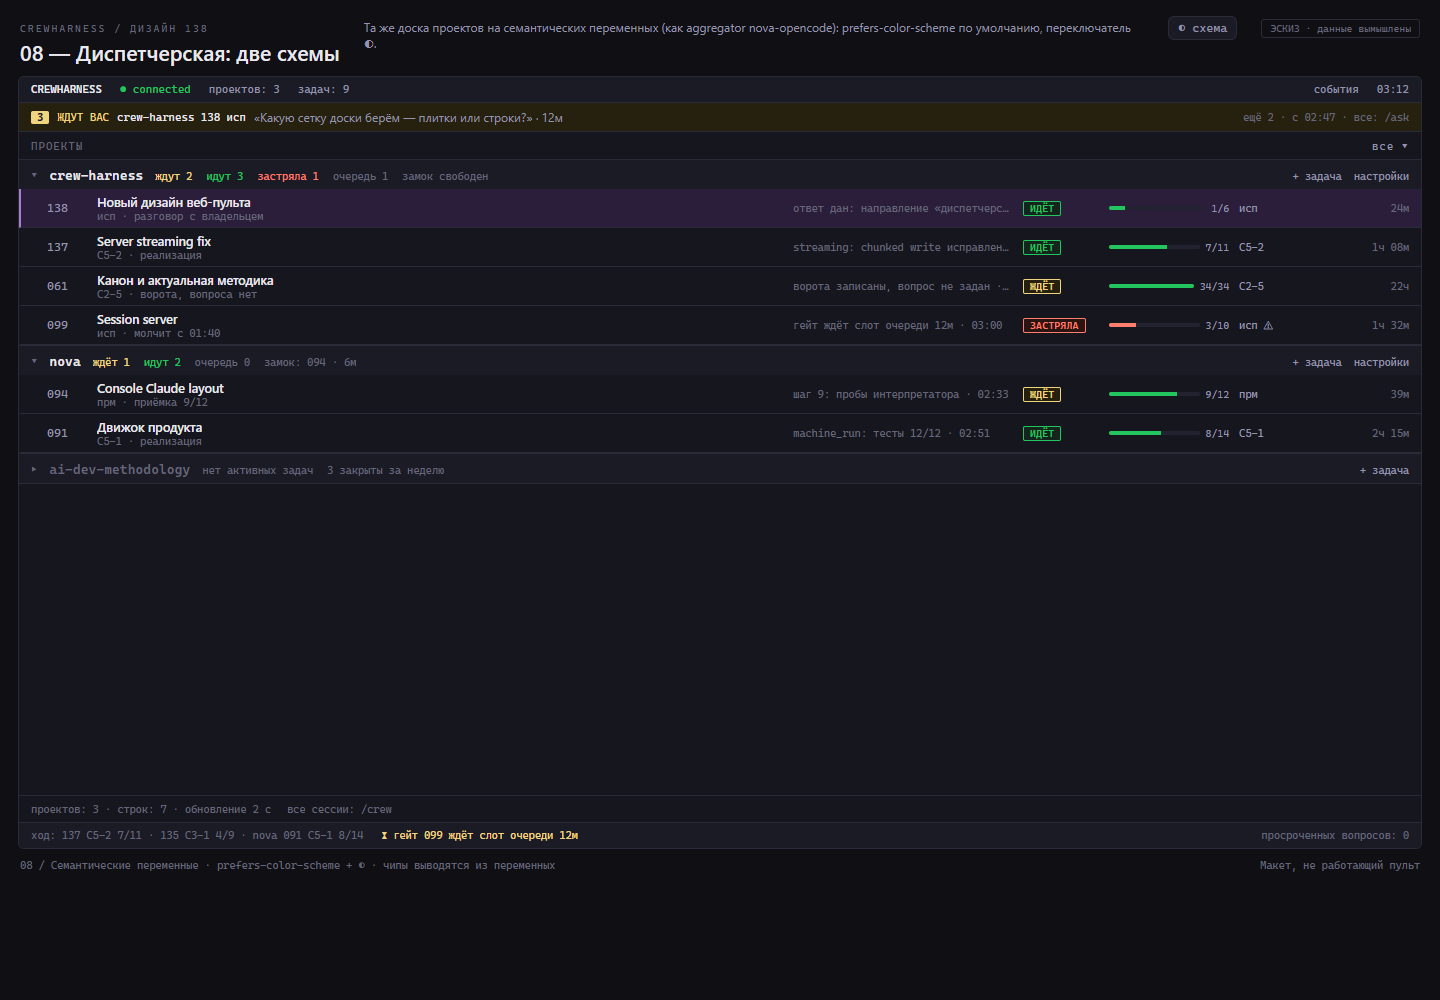 CREWHARNESS / ДИЗАЙН 138
08 — Диспетчерская: две схемы
Та же доска проектов на семантических переменных (как aggregator nova-opencode): prefers-color-scheme по умолчанию, переключатель
◐.
◐ схема
ЭСКИЗ · данные вымышлены
CREWHARNESS ● connected проектов: 3 задач: 9 события 03:12
3 ЖДУТ ВАС crew-harness 138 исп «Какую сетку доски берём — плитки или строки?» · 12м ещё 2 · с 02:47 · все: /ask
ПРОЕКТЫ все ▾
▾ crew-harness ждут 2 идут 3 застряла 1 очередь 1 замок свободен + задача настройки
138 Новый дизайн веб-пульта ответ дан: направление «диспетчерс… ИДЁТ 1/6 исп 24м
исп · разговор с владельцем
137 Server streaming fix streaming: chunked write исправлен… ИДЁТ 7/11 C5-2 1ч 08м
C5-2 · реализация
061 Канон и актуальная методика ворота записаны, вопрос не задан ·… ЖДЁТ 34/34 C2-5 22ч
C2-5 · ворота, вопроса нет
099 Session server гейт ждёт слот очереди 12м · 03:00 ЗАСТРЯЛА 3/10 исп ⚠ 1ч 32м
исп · молчит с 01:40
▾ nova ждёт 1 идут 2 очередь 0 замок: 094 · 6м + задача настройки
094 Console Claude layout шаг 9: пробы интерпретатора · 02:33 ЖДЁТ 9/12 прм 39м
прм · приёмка 9/12
091 Движок продукта machine_run: тесты 12/12 · 02:51 ИДЁТ 8/14 C5-1 2ч 15м
C5-1 · реализация
▸ ai-dev-methodology нет активных задач 3 закрыты за неделю + задача
проектов: 3 · строк: 7 · обновление 2 с все сессии: /crew
ход: 137 C5-2 7/11 · 135 C3-1 4/9 · nova 091 C5-1 8/14 ⧗ гейт 099 ждёт слот очереди 12м просроченных вопросов: 0
08 / Семантические переменные · prefers-color-scheme + ◐ · чипы выводятся из переменных Макет, не работающий пульт